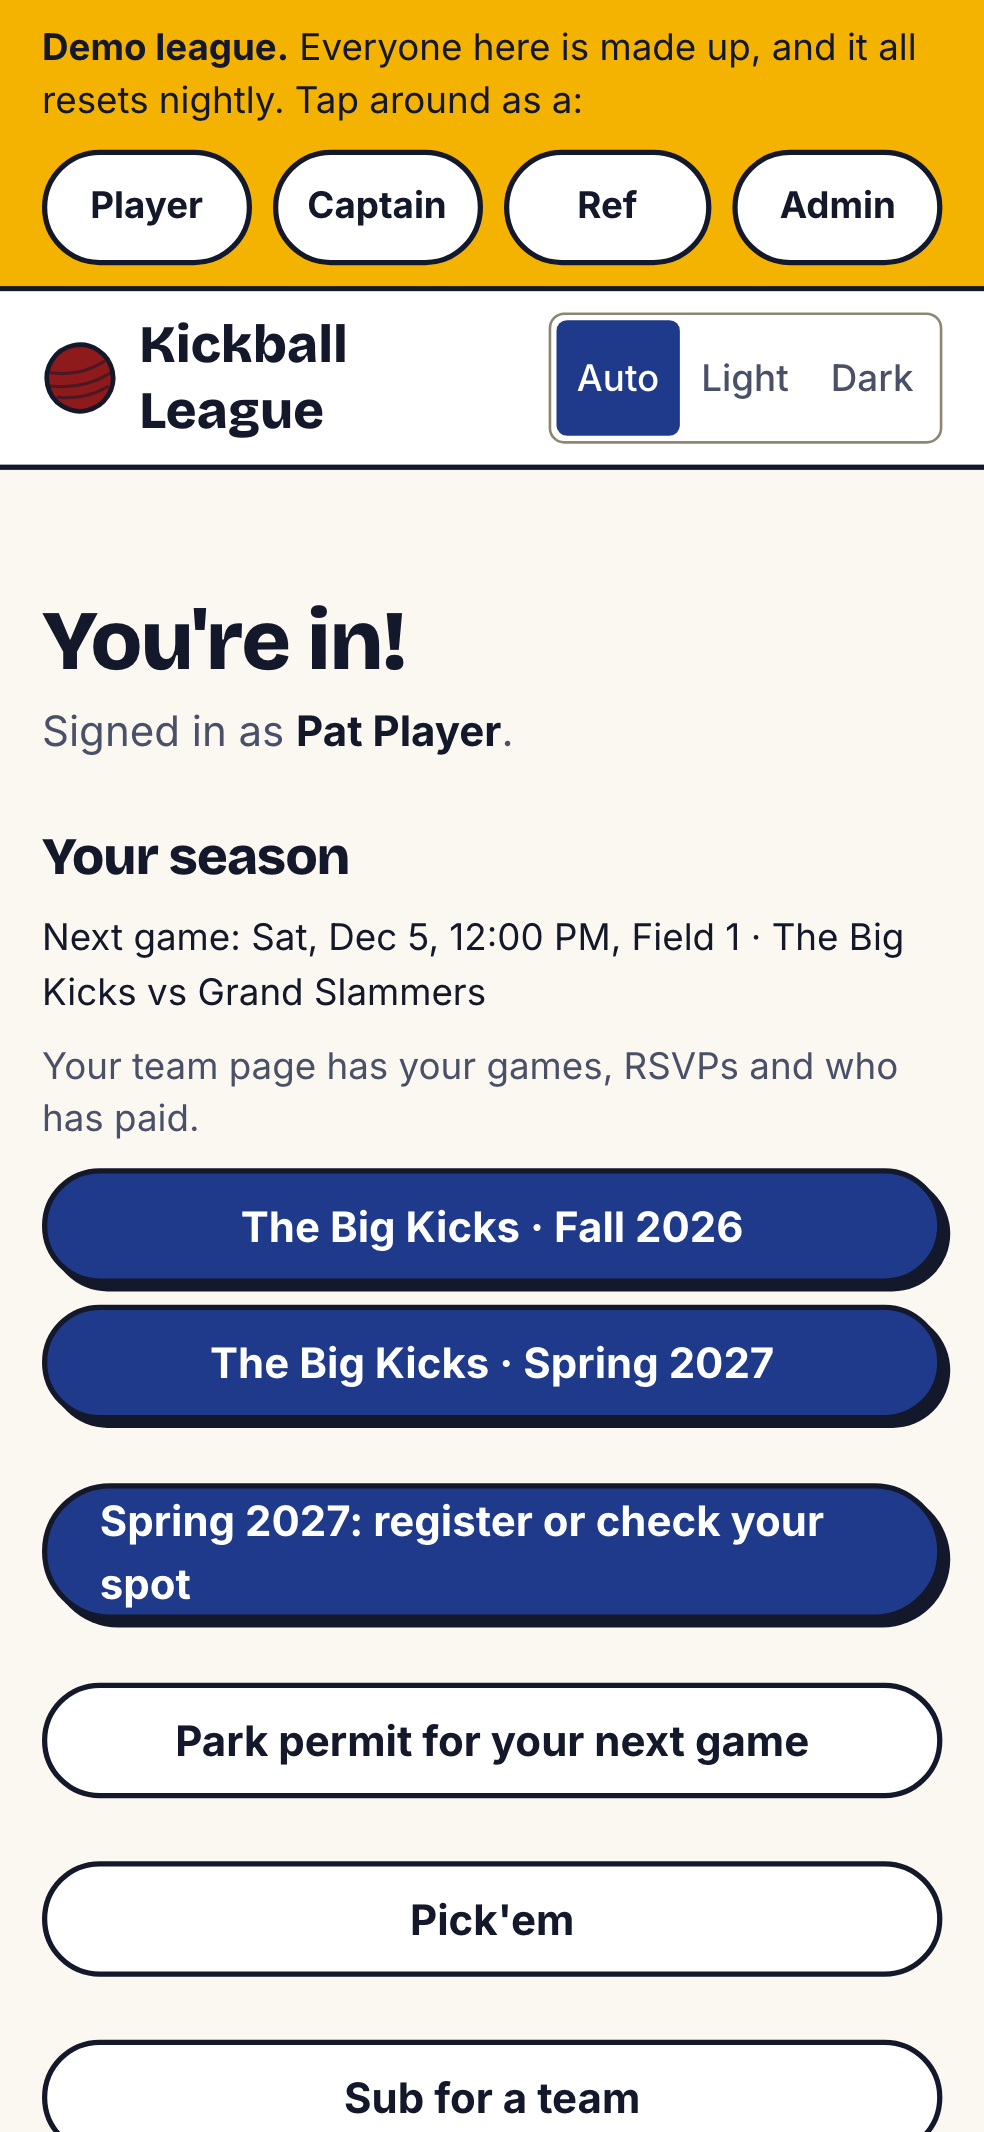 Demo league. Everyone here is made up, and it all
resets nightly. Tap around as a:
Player Captain Ref Admin
Kickball
League
Auto Light Dark
You're in!
Signed in as Pat Player.
Your season
Next game: Sat, Dec 5, 12:00 PM, Field 1 · The Big
Kicks vs Grand Slammers
Your team page has your games, RSVPs and who
has paid.
The Big Kicks · Fall 2026
The Big Kicks · Spring 2027
Spring 2027: register or check your
spot
Park permit for your next game
Pick'em
Sub for a team